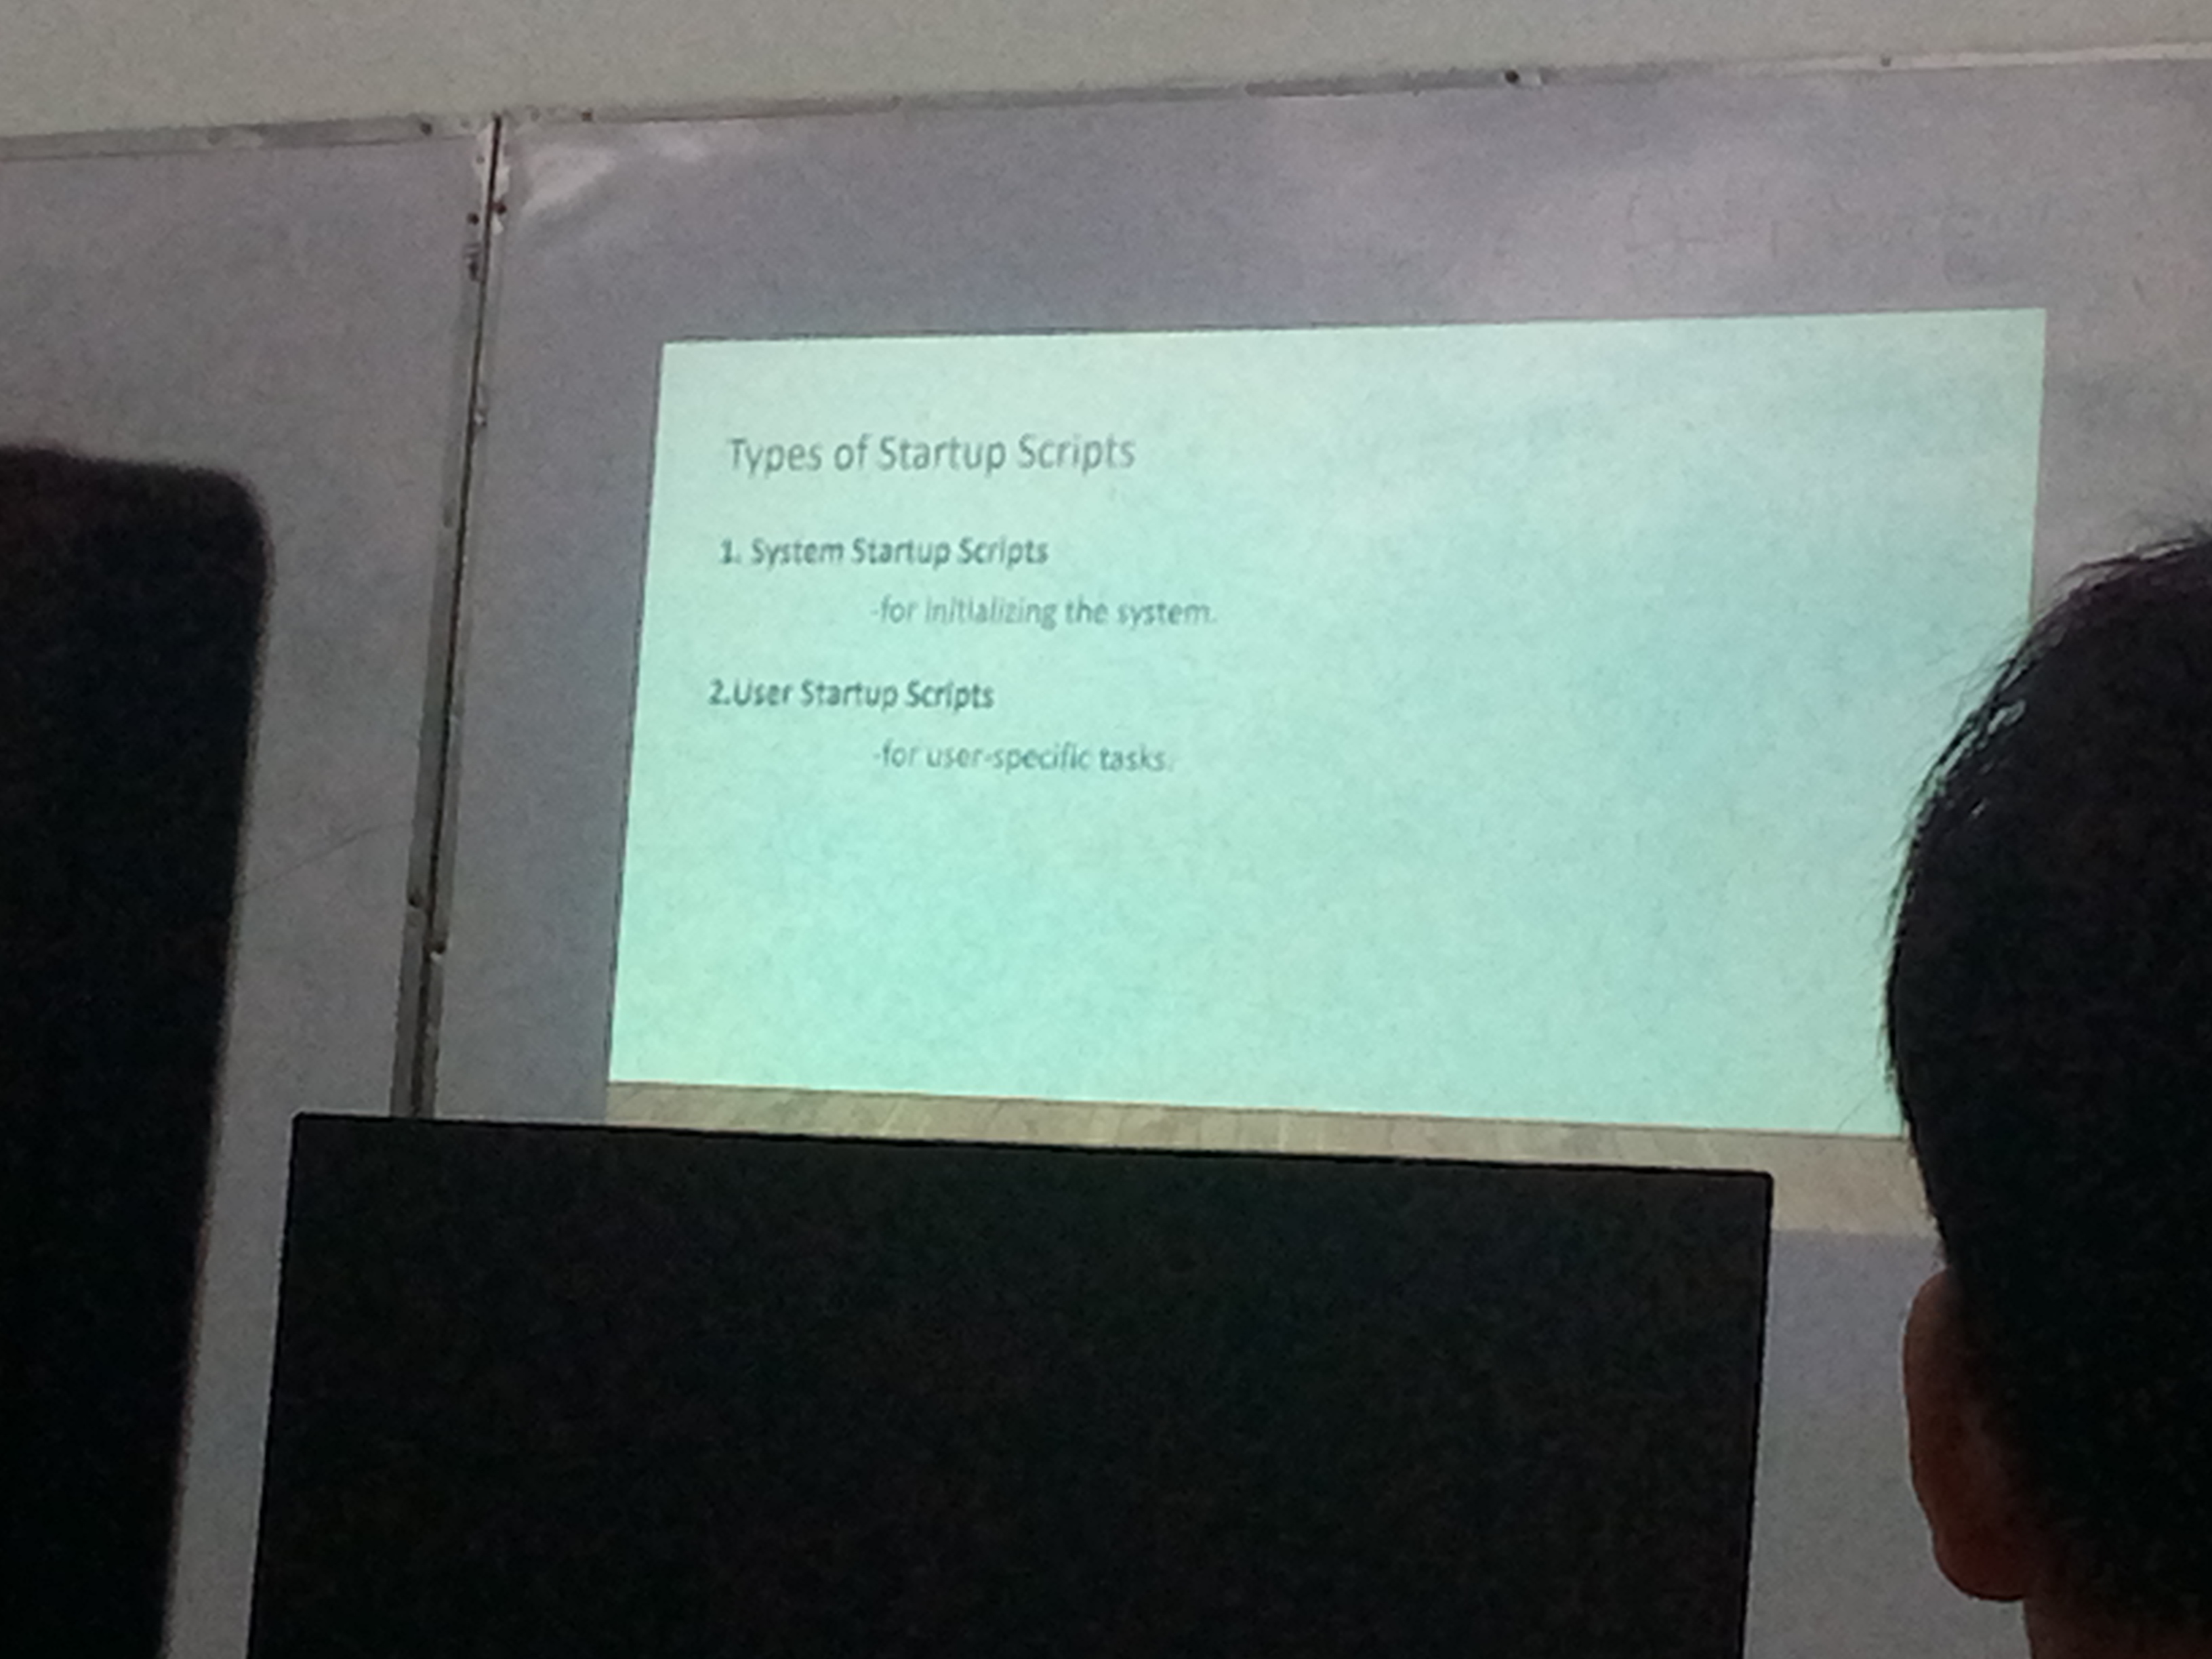 Types of Startup Scripts
1. System Startup Scripts
-for initializing the system.
2.User Startup Scripts
-for user-specific tasks.